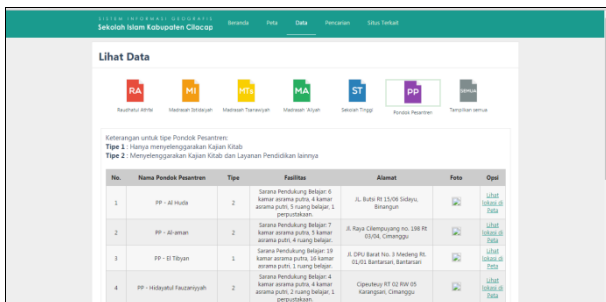 SISTEM INFORMASI GEOGRAFIS
Sekolah Islam Kabupaten Cilacap
Beranda Peta Data Pencarian Situs Terkait
Lihat Data
RA MI MTs MA ST PP SEMUA
Raudhatul Athfal Madrasah Ibtidaiyah Madrasah Tsanawiyah Madrasah 'Aliyah Sekolah Tinggi Pondok Pesantren Tampilkan semua
Keterangan untuk tipe Pondok Pesantren:
Tipe 1 : Hanya menyelenggarakan Kajian Kitab
Tipe 2 : Menyelenggarakan Kajian Kitab dan Layanan Pendidikan lainnya
No. Nama Pondok Pesantren Tipe Fasilitas Alamat Foto Opsi
1 PP - Al Huda 2 Sarana Pendukung Belajar: 6
kamar asrama putra, 4 kamar
asrama putri, 5 ruang belajar, 1
perpustakaan.
JL. Butsi Rt 15/06 Sidayu,
Binangun
Lihat
lokasi di
Peta
2 PP - Al-aman 2 Sarana Pendukung Belajar: 7
kamar asrama putra, 5 kamar
asrama putri, 4 ruang belajar.
Jl. Raya Cilempuyang no. 198 Rt
03/04, Cimanggu
Lihat
lokasi di
Peta
3 PP - El Tibyan 1 Sarana Pendukung Belajar: 19
kamar asrama putra, 16 kamar
asrama putri, 1 ruang belajar.
Jl. DPU Barat No. 3 Medeng Rt.
01/01 Bantarsari, Bantarsari
Lihat
lokasi di
Peta
4 PP - Hidayatul Fauzaniyyah 2 Sarana Pendukung Belajar: 4
kamar asrama putra, 4 kamar
asrama putri, 2 ruang belajar, 1
perpustakaan.
Cipeuteuy RT 02 RW 05
Karangsari, Cimanggu
Lihat
lokasi di
Peta